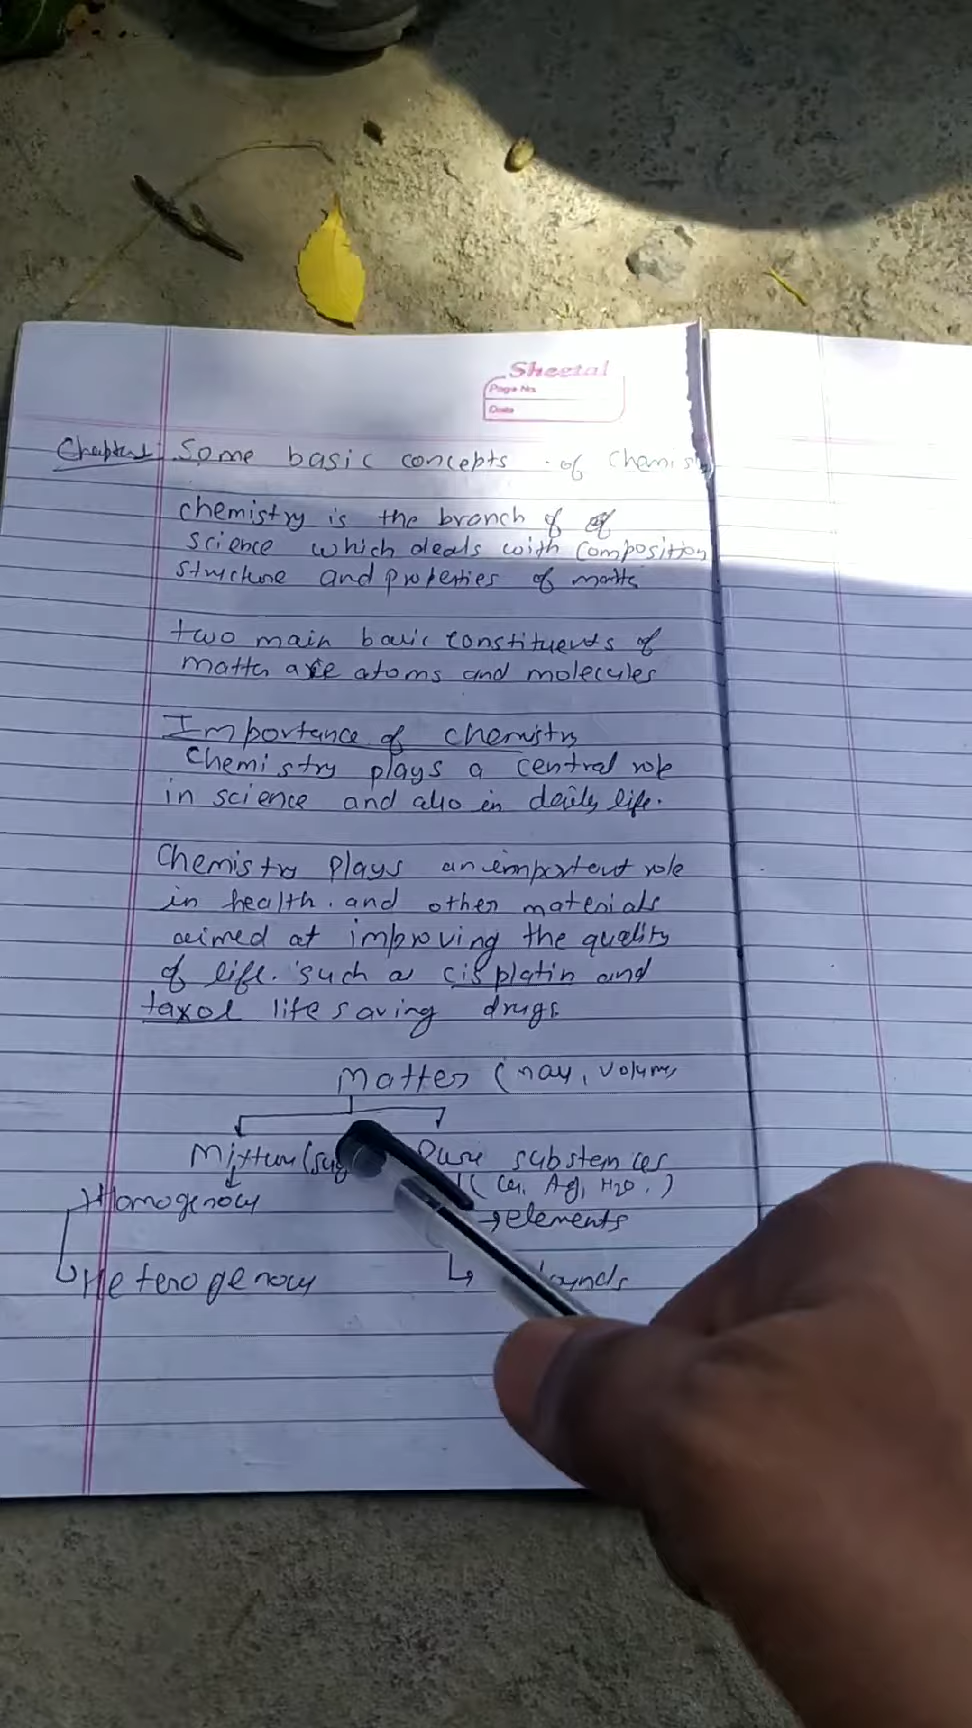 Sheetal
Page No.
Date
Chapter 1: Some basic concepts of Chemis
chemistry is the branch of of
science which deals with composition
structure and properties of
two main basic constituents of
matter are atoms and molecules
Importance of chemistry
Chemistry plays a central role
in science and also in daily life.
Chemistry plays an important role
in health. and other materials
aimed at improving the quality
of life. such a cisplatin and
taxol life saving drugs
Matter ( , volume
Mixture ( Pure substences
( Ag, H2O, )
Homogenous → elements
Heterogenous